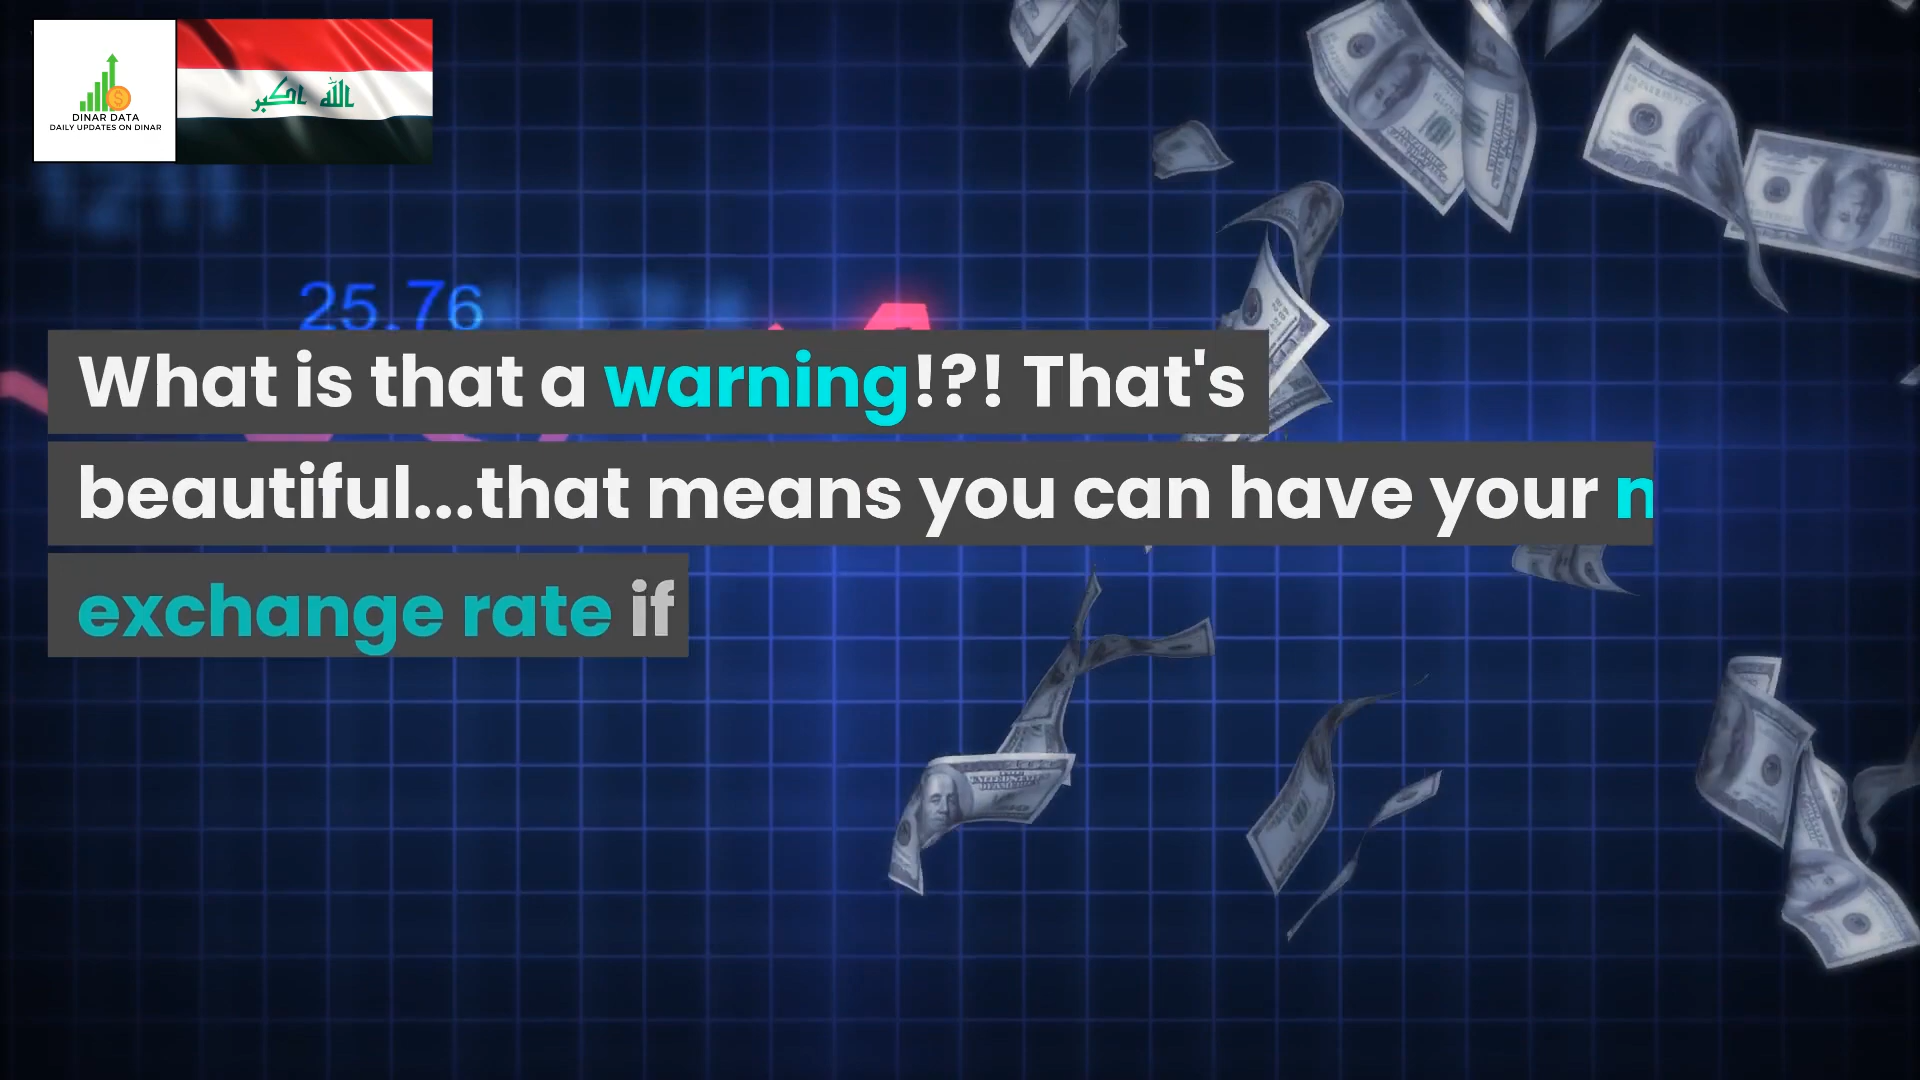 DINAR DATA
DAILY UPDATES ON DINAR
الله اكبر
25.76
What is that a warning!?! That's
beautiful...that means you can have your n
exchange rate if